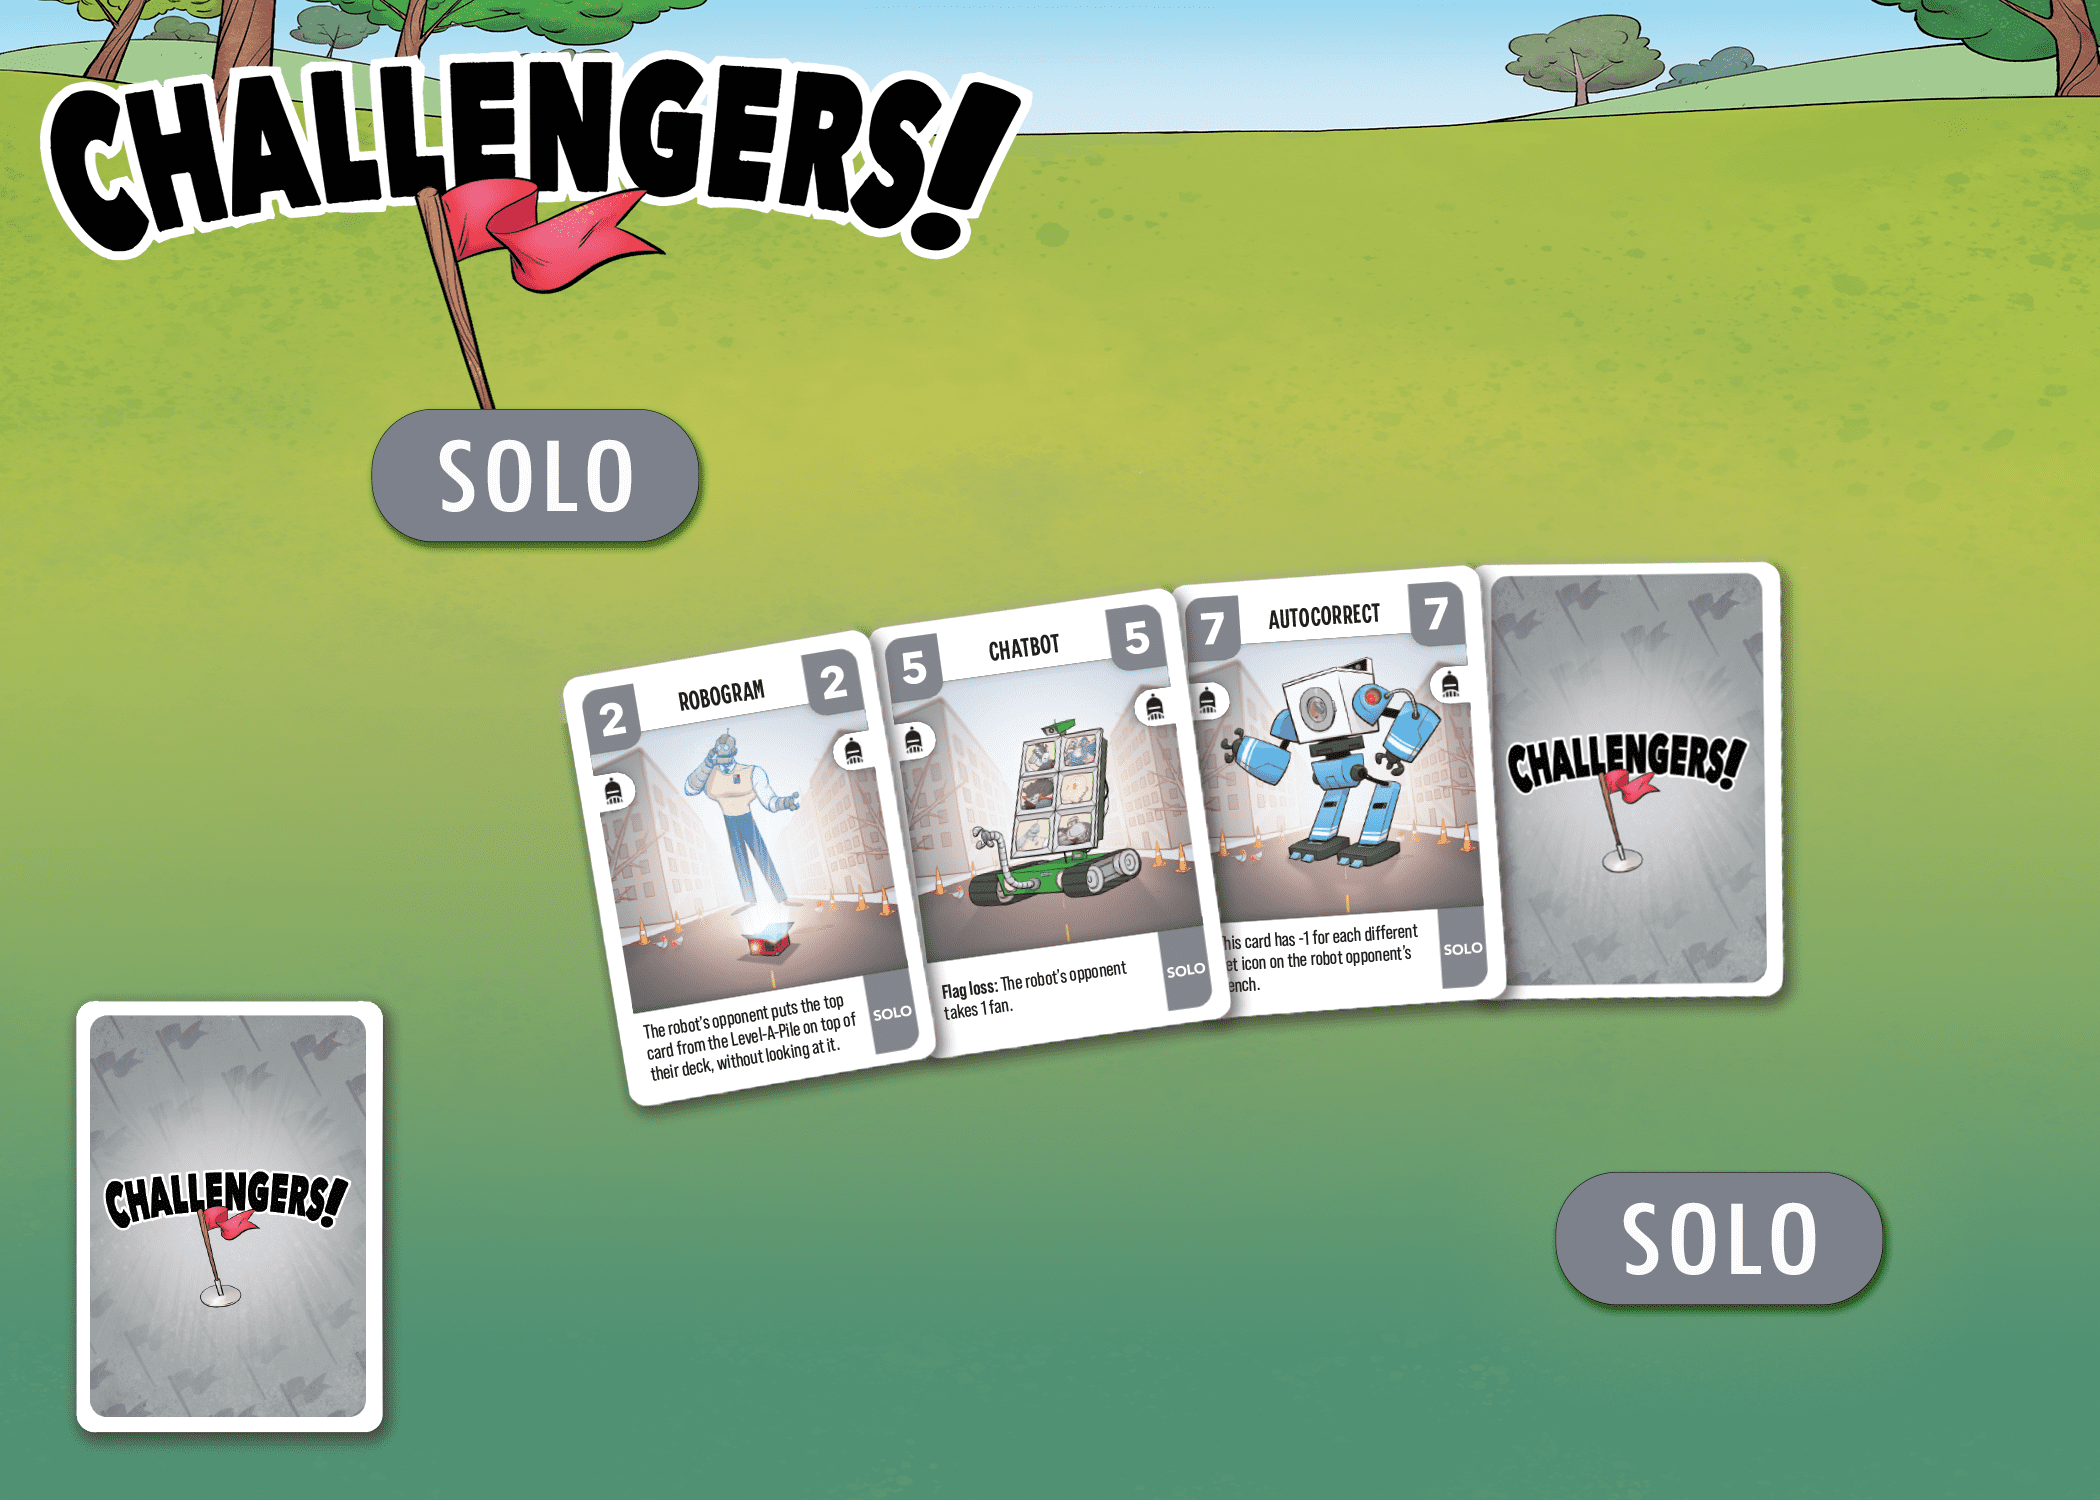 CHALLENGERS!
SOLO
2 ROBOGRAM 2
The robot's opponent puts the top
card from the Level-A-Pile on top of
their deck, without looking at it.
SOLO
5 CHATBOT 5
Flag loss: The robot's opponent
takes 1 fan.
SOLO
7 AUTOCORRECT 7
his card has -1 for each different
et icon on the robot opponent's
ench.
SOLO
CHALLENGERS!
CHALLENGERS!
SOLO